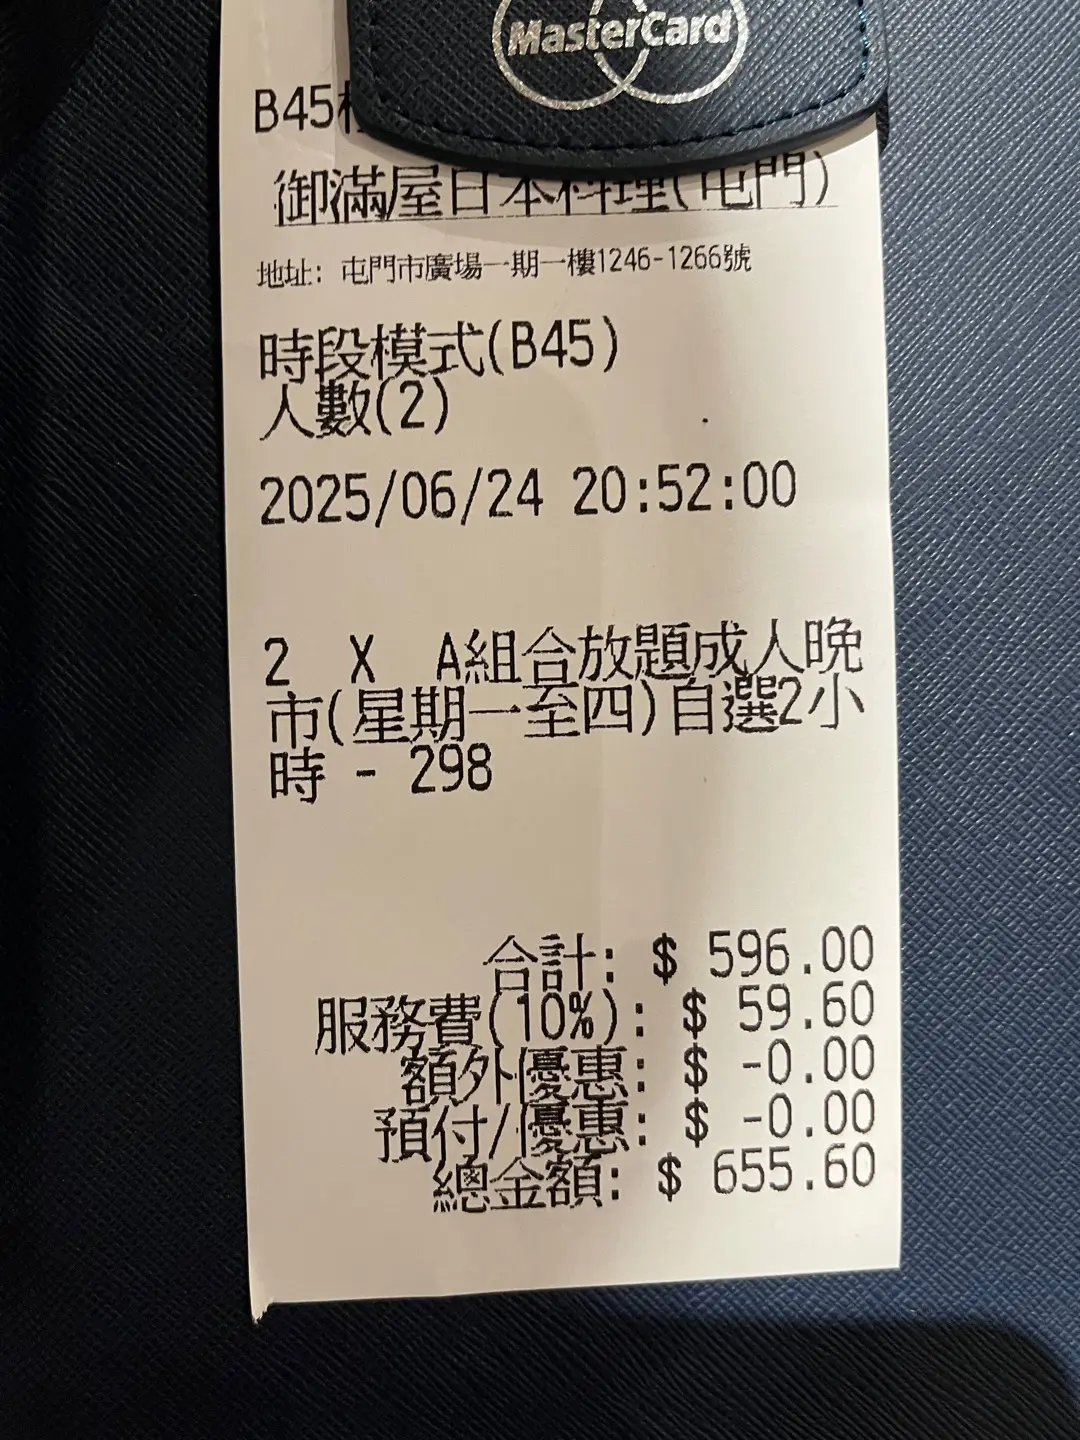 MasterCard
B45
御滿屋日本料理(屯門)
地址: 屯門市廣場一期一樓1246-1266號
時段模式(B45)
人數(2)
2025/06/24 20:52:00
2 X A組合放題成人晚
市(星期一至四)自選2小
時 - 298
合計: $ 596.00
服務費(10%): $ 59.60
額外優惠: $ -0.00
預付/優惠: $ -0.00
總金額: $ 655.60